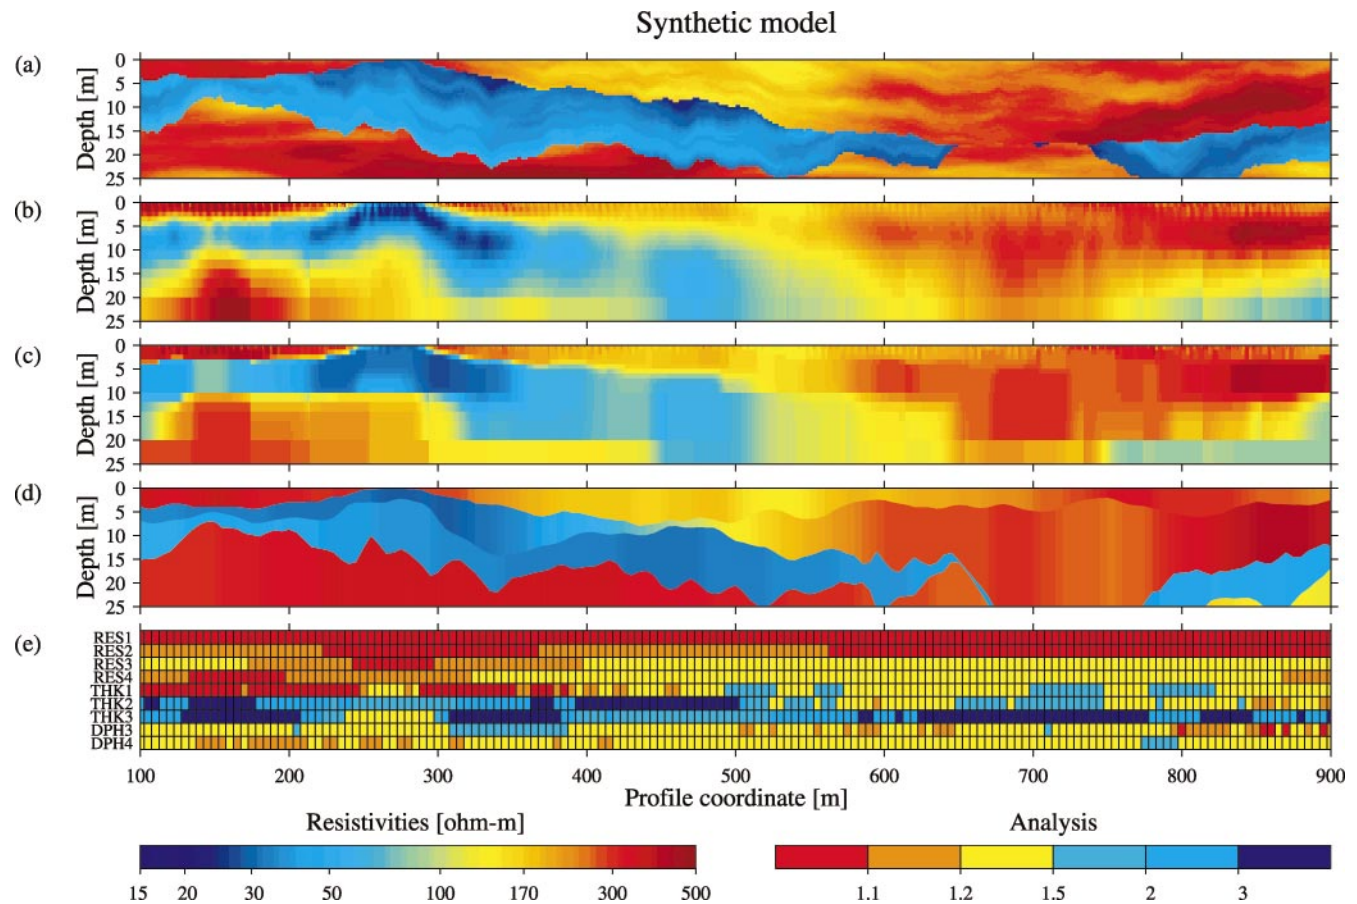 Synthetic model
(a)
Depth [m]
0
5
10
15
20
25
(b)
Depth [m]
0
5
10
15
20
25
(c)
Depth [m]
0
5
10
15
20
25
(d)
Depth [m]
0
5
10
15
20
25
(e)
RES1
RES2
RES3
RES4
THK1
THK2
THK3
DPH3
DPH4
100 200 300 400 500 600 700 800 900
Profile coordinate [m]
Resistivities [ohm-m]
15 20 30 50 100 170 300 500
Analysis
1.1 1.2 1.5 2 3